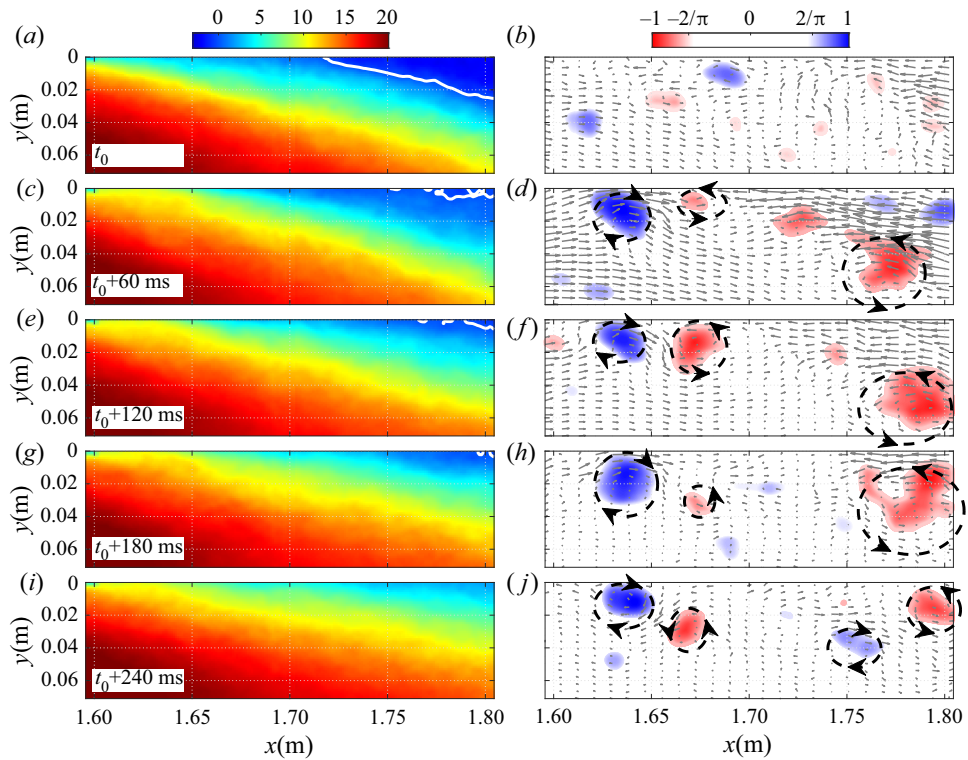 0 5 10 15 20
−1 −2/π 0 2/π 1
(a) (b)
0
0.02
0.04
0.06
y(m)
t0
(c) (d)
0
0.02
0.04
0.06
y(m)
t0+60 ms
(e) (f)
0
0.02
0.04
0.06
y(m)
t0+120 ms
(g) (h)
0
0.02
0.04
0.06
y(m)
t0+180 ms
(i) (j)
0
0.02
0.04
0.06
y(m)
t0+240 ms
1.60 1.65 1.70 1.75 1.80
x(m)
1.60 1.65 1.70 1.75 1.80
x(m)